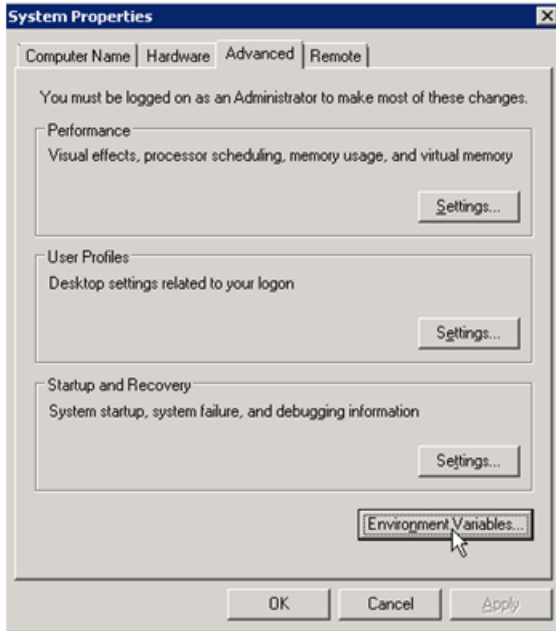 System Properties
Computer Name Hardware Advanced Remote
You must be logged on as an Administrator to make most of these changes.
Performance
Visual effects, processor scheduling, memory usage, and virtual memory
Settings...
User Profiles
Desktop settings related to your logon
Settings...
Startup and Recovery
System startup, system failure, and debugging information
Settings...
Environment Variables...
OK Cancel Apply